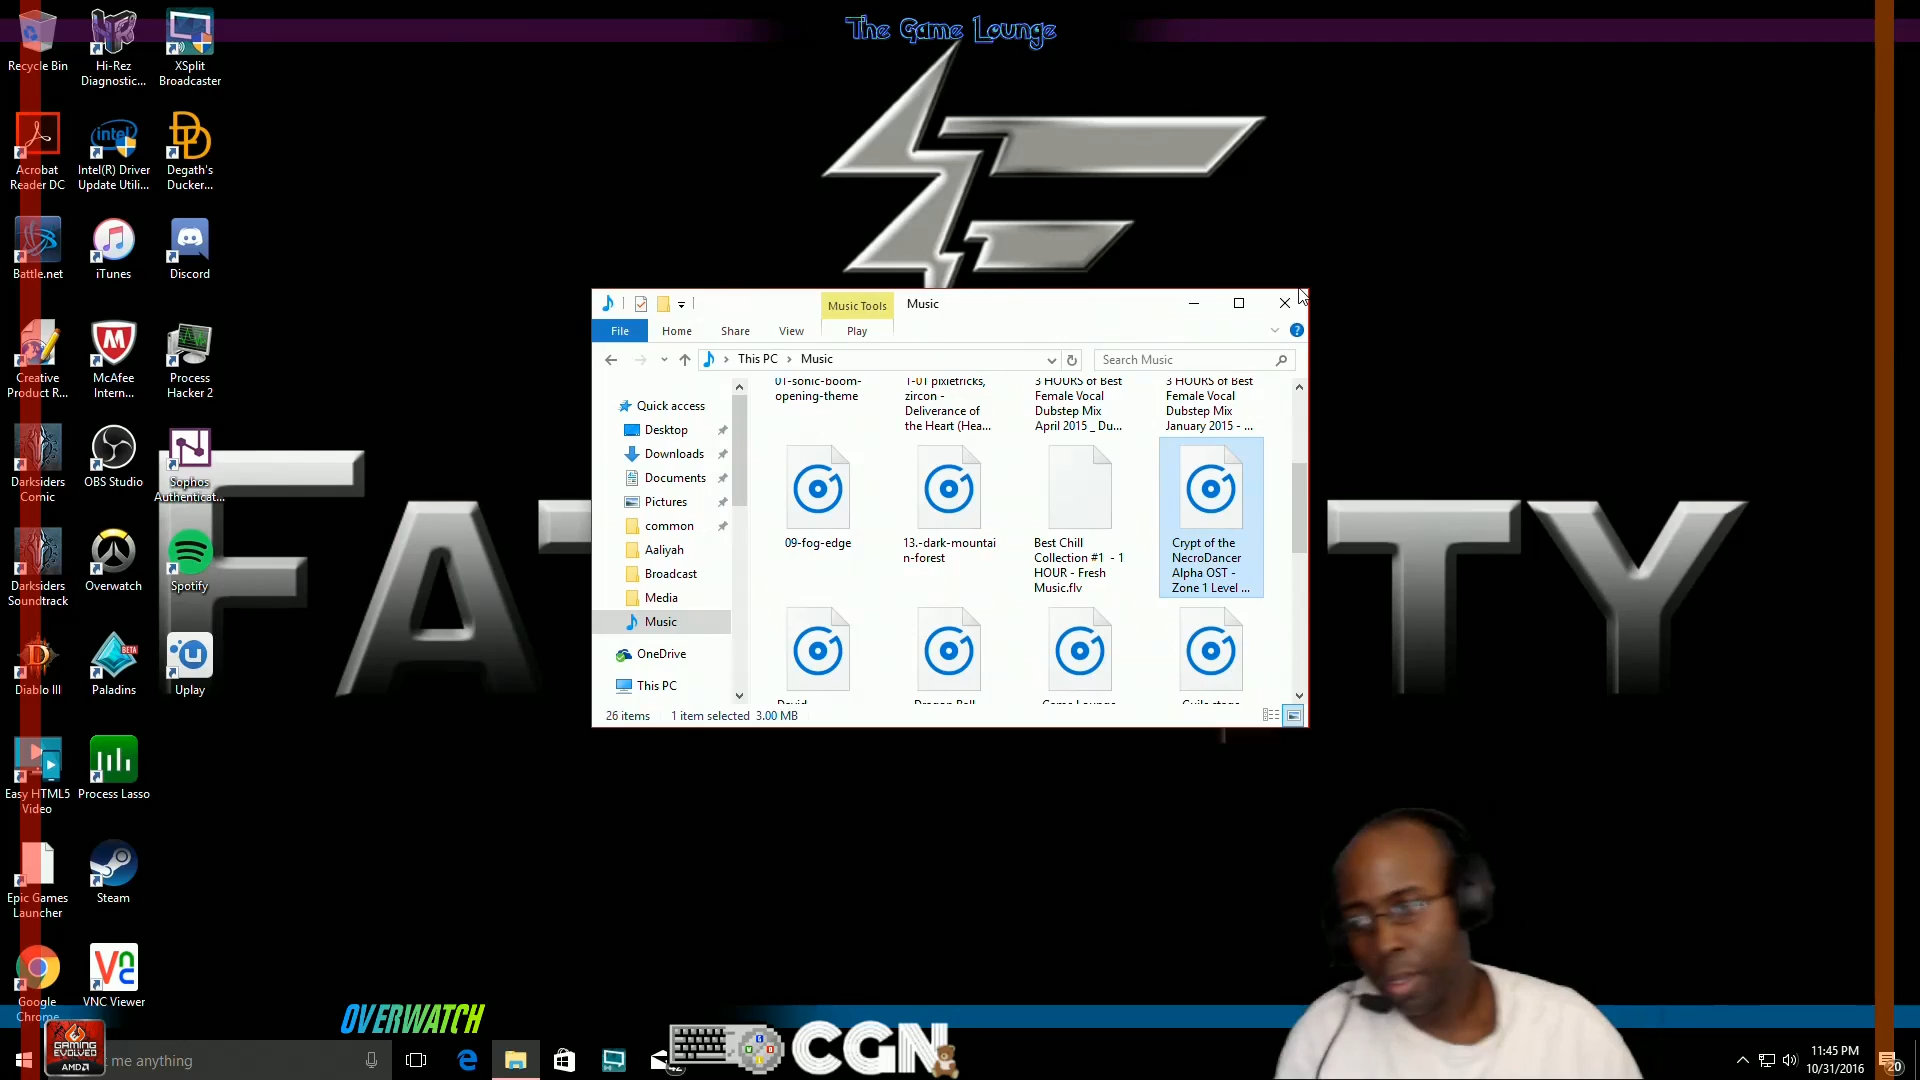 The Game Lounge
Recycle Bin
Hi-Rez
Diagnostic...
XSplit
Broadcaster
Acrobat
Reader DC
intel
Intel(R) Driver
Update Utili...
Degath's
Ducker...
Battle.net
iTunes
Discord
Creative
Product R...
McAfee
Intern...
Process
Hacker 2
Darksiders
Comic
OBS Studio
Sophos
Authenticat...
Darksiders
Soundtrack
Overwatch
Spotify
Diablo III
BETA
Paladins
Uplay
Easy HTML5
Video
Process Lasso
Epic Games
Launcher
Steam
Google
Chrome
VNC Viewer
Music Tools
Music
File
Home
Share
View
Play
This PC
Music
Search Music
Quick access
Desktop
Downloads
Documents
Pictures
common
Aaliyah
Broadcast
Media
Music
OneDrive
This PC
01-sonic-boom-
opening-theme
1-01 pixietricks,
zircon -
Deliverance of
the Heart (Hea...
3 HOURS of Best
Female Vocal
Dubstep Mix
April 2015 _ Du...
3 HOURS of Best
Female Vocal
Dubstep Mix
January 2015 - ...
09-fog-edge
13.-dark-mountai
n-forest
Best Chill
Collection #1 - 1
HOUR - Fresh
Music.flv
Crypt of the
NecroDancer
Alpha OST -
Zone 1 Level ...
26 items
1 item selected 3.00 MB
OVERWATCH
CGN
GAMING
EVOLVED
AMD
me anything
11:45 PM
10/31/2016
20